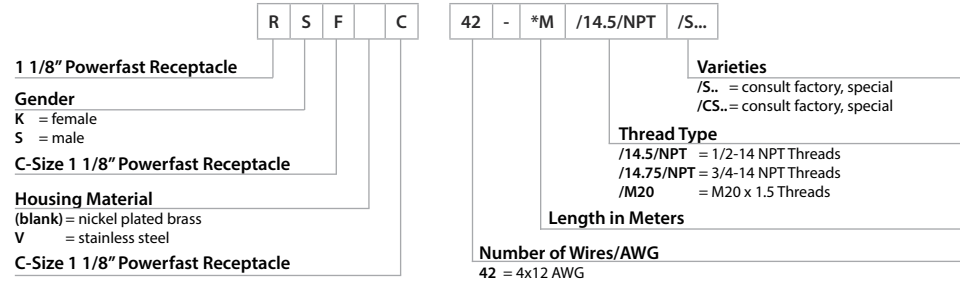 R S F C 42 - *M /14.5/NPT /S...
1 1/8” Powerfast Receptacle
Gender
K = female
S = male
C-Size 1 1/8” Powerfast Receptacle
Housing Material
(blank) = nickel plated brass
V = stainless steel
C-Size 1 1/8” Powerfast Receptacle
Varieties
/S.. = consult factory, special
/CS.. = consult factory, special
Thread Type
/14.5/NPT = 1/2-14 NPT Threads
/14.75/NPT = 3/4-14 NPT Threads
/M20 = M20 x 1.5 Threads
Length in Meters
Number of Wires/AWG
42 = 4x12 AWG